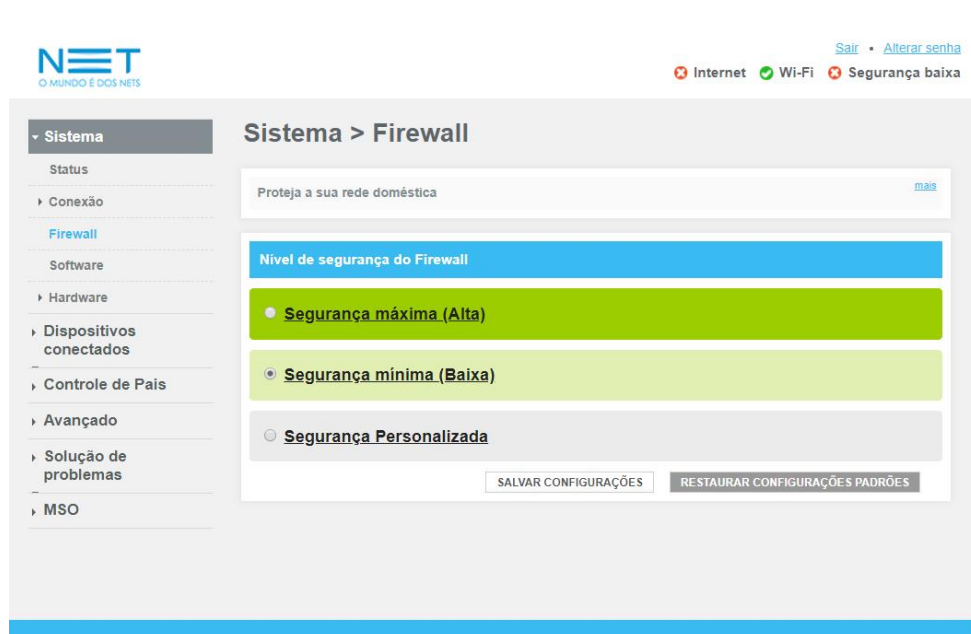 NET
O MUNDO É DOS NETS
Sair • Alterar senha
Internet Wi-Fi Segurança baixa
Sistema
Status
Conexão
Firewall
Software
Hardware
Dispositivos
conectados
Controle de Pais
Avançado
Solução de
problemas
MSO
Sistema > Firewall
Proteja a sua rede doméstica
mais
Nível de segurança do Firewall
Segurança máxima (Alta)
Segurança mínima (Baixa)
Segurança Personalizada
SALVAR CONFIGURAÇÕES
RESTAURAR CONFIGURAÇÕES PADRÕES